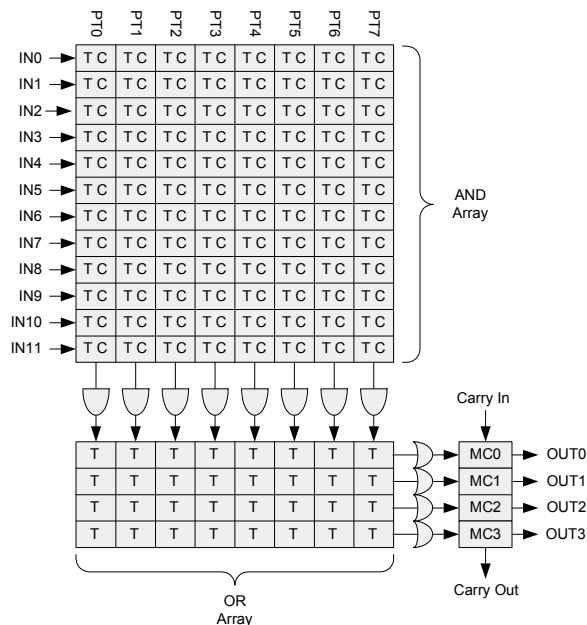 PT0 PT1 PT2 PT3 PT4 PT5 PT6 PT7
IN0 T C T C T C T C T C T C T C T C
IN1 T C T C T C T C T C T C T C T C
IN2 T C T C T C T C T C T C T C T C
IN3 T C T C T C T C T C T C T C T C
IN4 T C T C T C T C T C T C T C T C
IN5 T C T C T C T C T C T C T C T C
IN6 T C T C T C T C T C T C T C T C
IN7 T C T C T C T C T C T C T C T C
IN8 T C T C T C T C T C T C T C T C
IN9 T C T C T C T C T C T C T C T C
IN10 T C T C T C T C T C T C T C T C
IN11 T C T C T C T C T C T C T C T C
AND
Array
Carry In
T T T T T T T T MC0 OUT0
T T T T T T T T MC1 OUT1
T T T T T T T T MC2 OUT2
T T T T T T T T MC3 OUT3
Carry Out
OR
Array